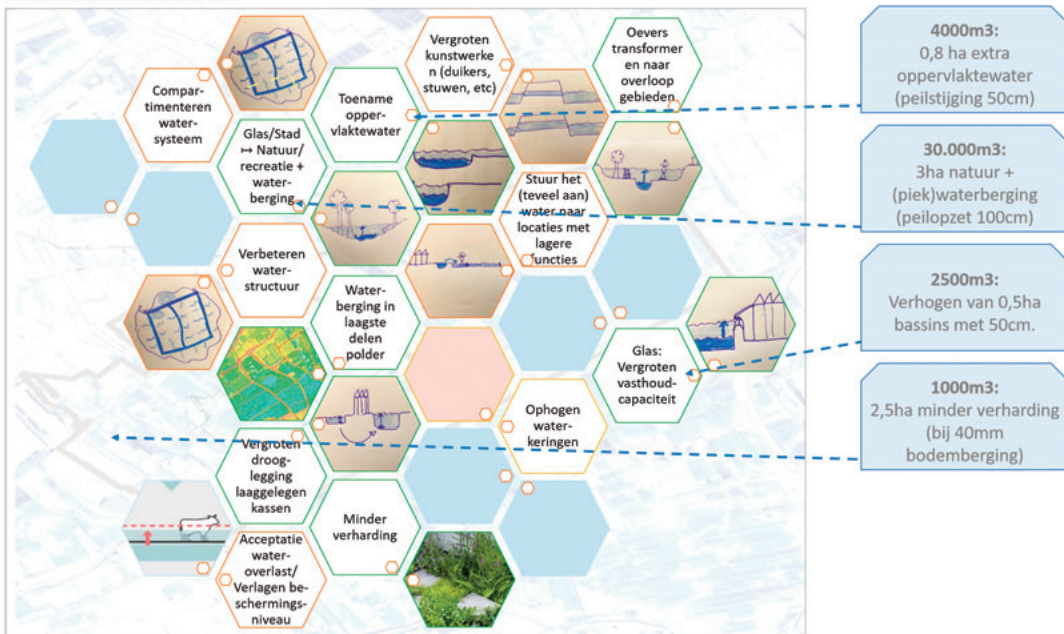 Compar-
timenteren
water-
systeem
Glas/Stad
↦ Natuur/
recreatie +
water-
berging
Verbeteren
water-
structuur
Vergroten
droog-
legging
laaggelegen
kassen
Acceptatie
water-
overlast/
Verlagen be-
schermings-
niveau
Toename
opper-
vlaktewater
Water-
berging in
laagste
delen
polder
Minder
verharding
Vergroten
kunstwerke
n (duikers,
stuwen, etc)
Stuur het
(teveel aan)
water naar
locaties met
lagere
functies
Ophogen
water-
keringen
Oevers
transformer
en naar
overloop
gebieden
Glas:
Vergroten
vasthoud-
capaciteit
4000m3:
0,8 ha extra
oppervlaktewater
(peilstijging 50cm)
30.000m3:
3ha natuur +
(piek)waterberging
(peilopzet 100cm)
2500m3:
Verhogen van 0,5ha
bassins met 50cm.
1000m3:
2,5ha minder verharding
(bij 40mm
bodemberging)